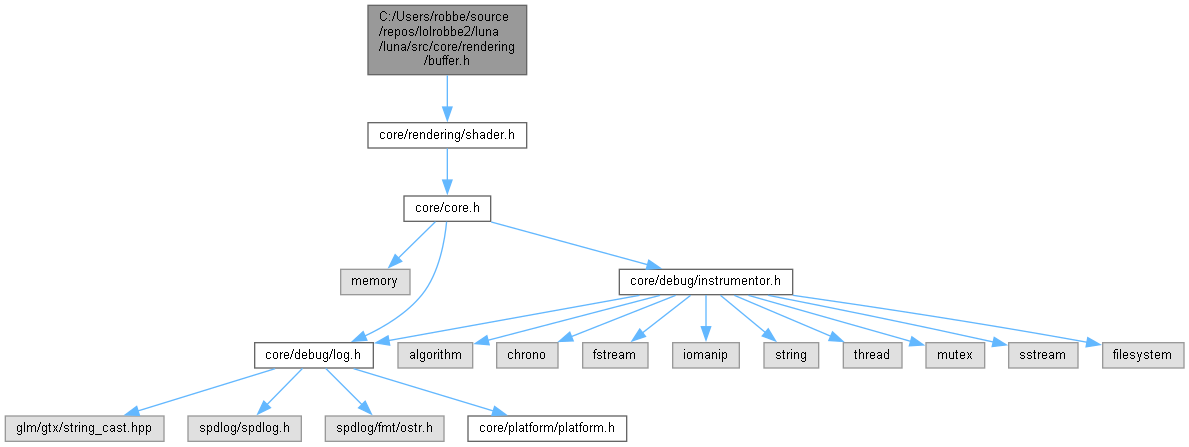 C:/Users/robbe/source
/repos/lolrobbe2/luna
/luna/src/core/rendering
/buffer.h
core/rendering/shader.h
core/core.h
memory
core/debug/instrumentor.h
core/debug/log.h
algorithm
chrono
fstream
iomanip
string
thread
mutex
sstream
filesystem
glm/gtx/string_cast.hpp
spdlog/spdlog.h
spdlog/fmt/ostr.h
core/platform/platform.h